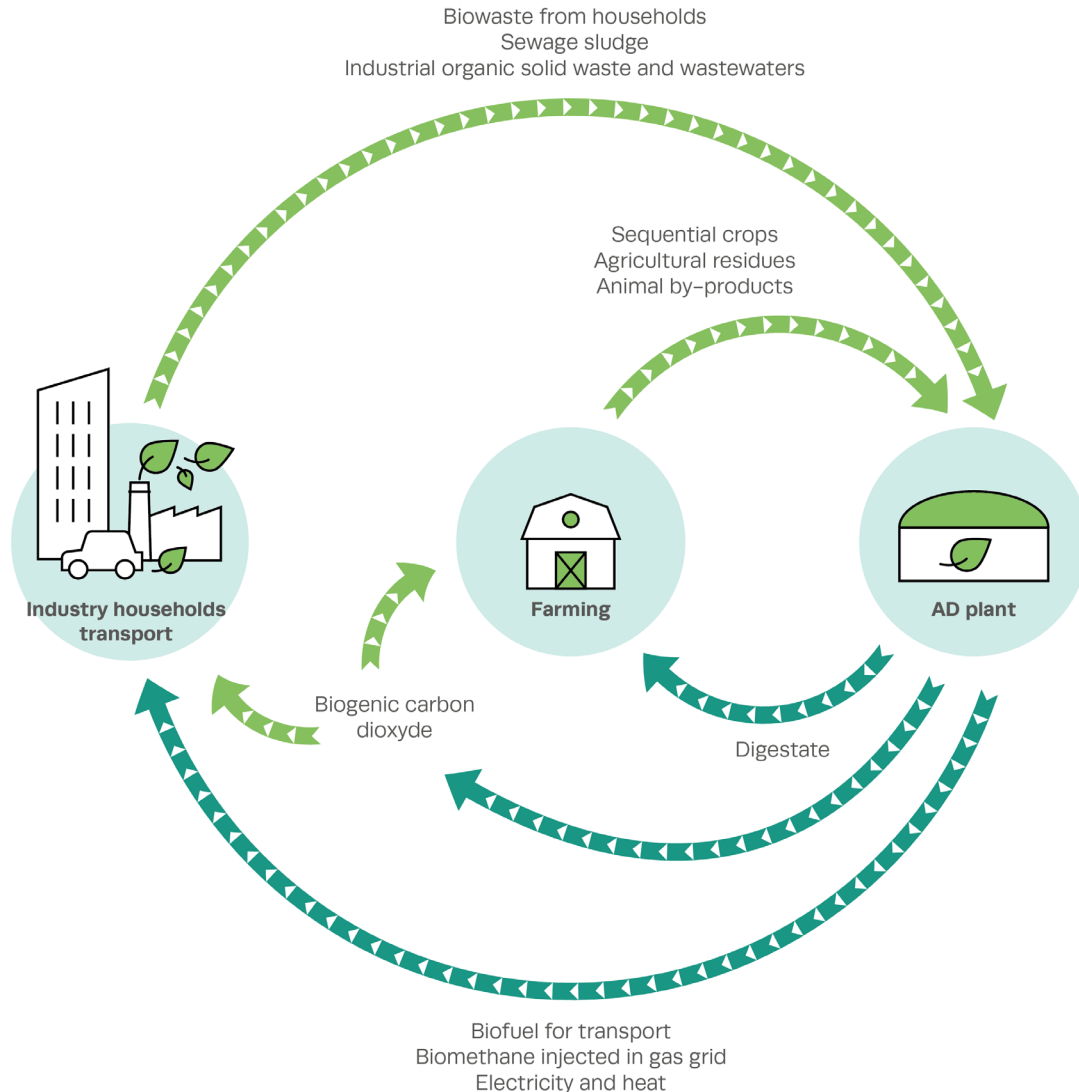 Biowaste from households
Sewage sludge
Industrial organic solid waste and wastewaters
Sequential crops
Agricultural residues
Animal by-products
Industry households
transport
Farming
AD plant
Biogenic carbon
dioxyde
Digestate
Biofuel for transport
Biomethane injected in gas grid
Electricity and heat